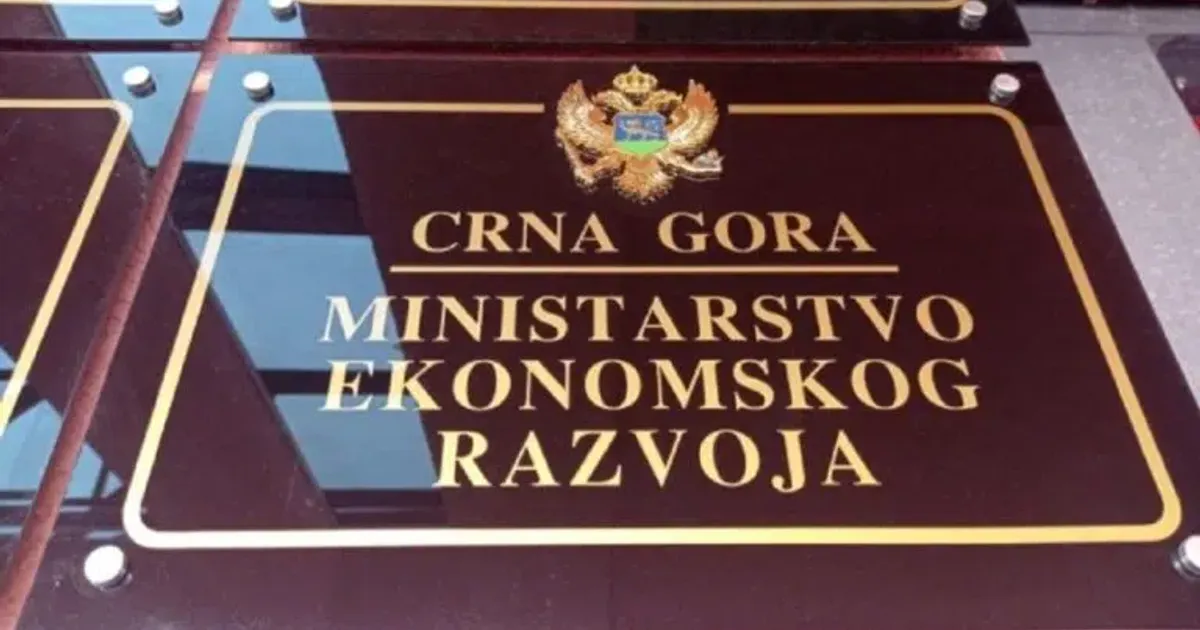 CRNA GORA
MINISTARSTVO
EKONOMSKOG
RAZVOJA